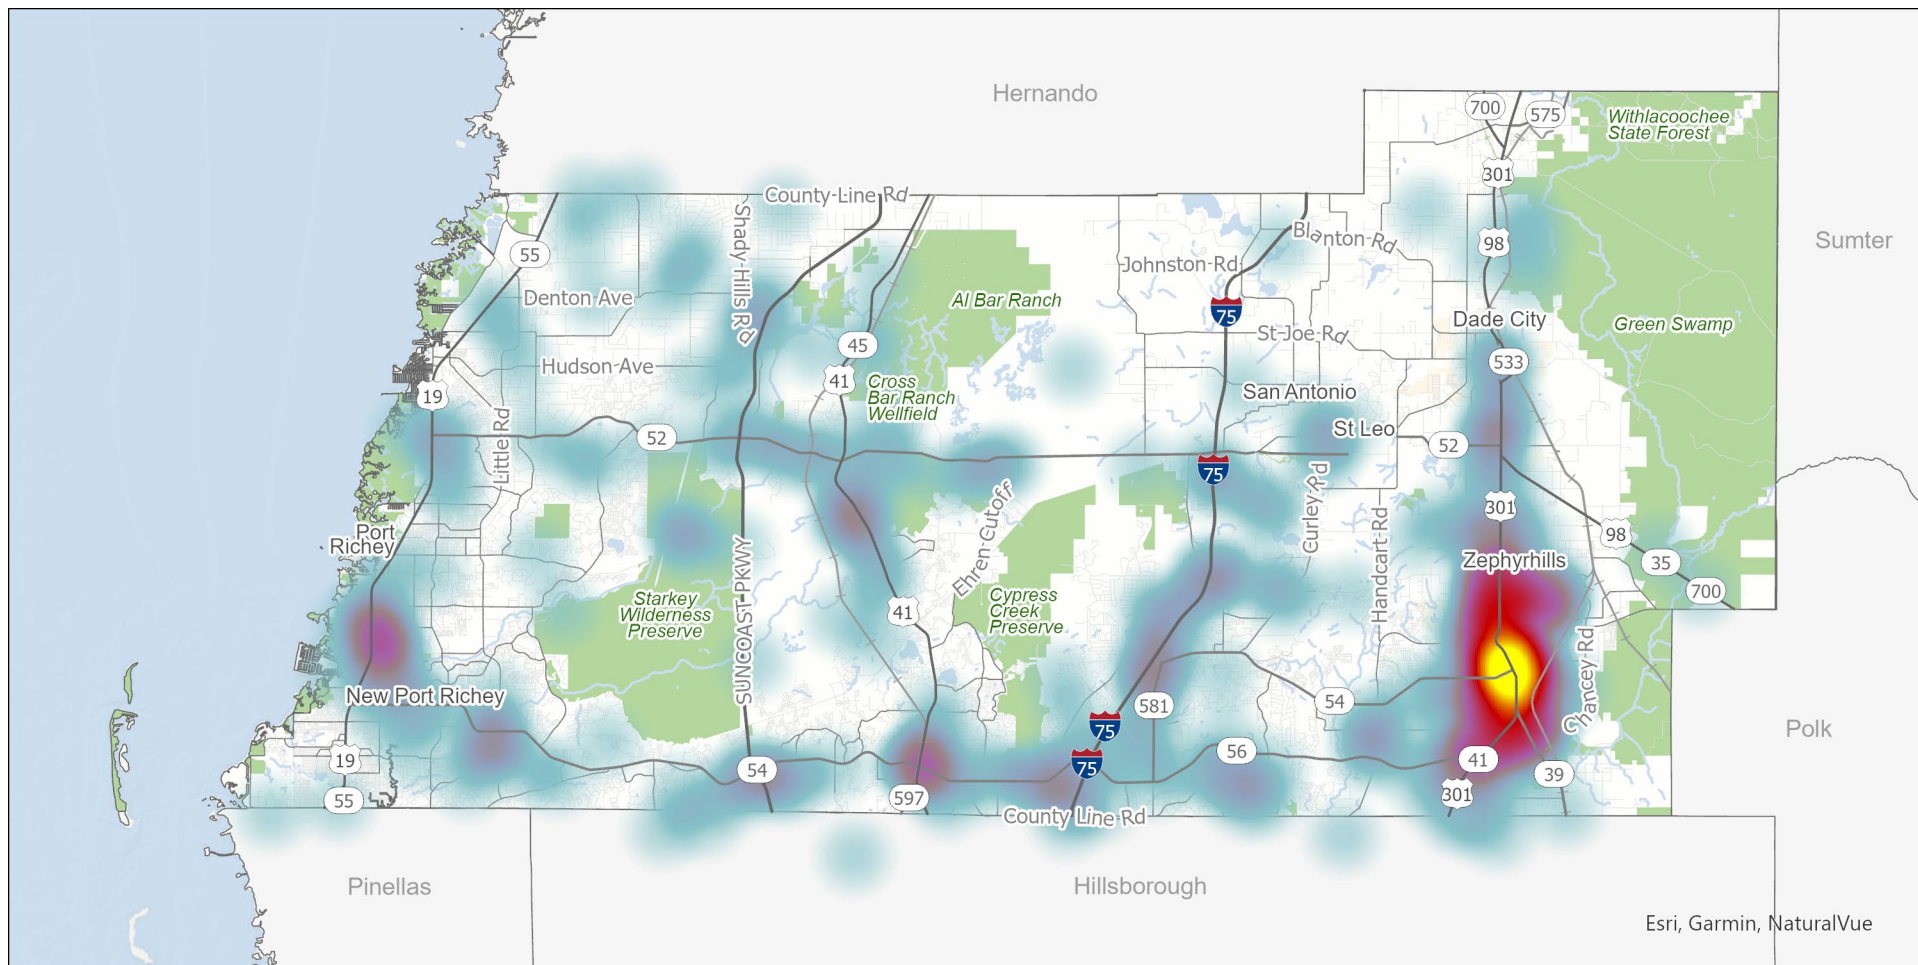 Hernando
700
575
Withlacoochee
State Forest
301
County Line Rd
Shady Hills Rd
55
98
Blanton Rd
Sumter
Johnston Rd
Denton Ave
Al Bar Ranch
75
Dade City
Green Swamp
St Joe Rd
45
533
Hudson Ave
41
Cross
Bar Ranch
Wellfield
19
San Antonio
St Leo
52
52
Little Rd
75
Curley Rd
301
Ehren Cutoff
Handcart Rd
98
Port
Richey
Zephyrhills
35
700
Starkey
Wilderness
Preserve
SUNCOAST PKWY
41
Cypress
Creek
Preserve
Chancey Rd
New Port Richey
54
581
75
Polk
56
19
54
75
41
39
55
597
301
County Line Rd
Pinellas
Hillsborough
Esri, Garmin, NaturalVue